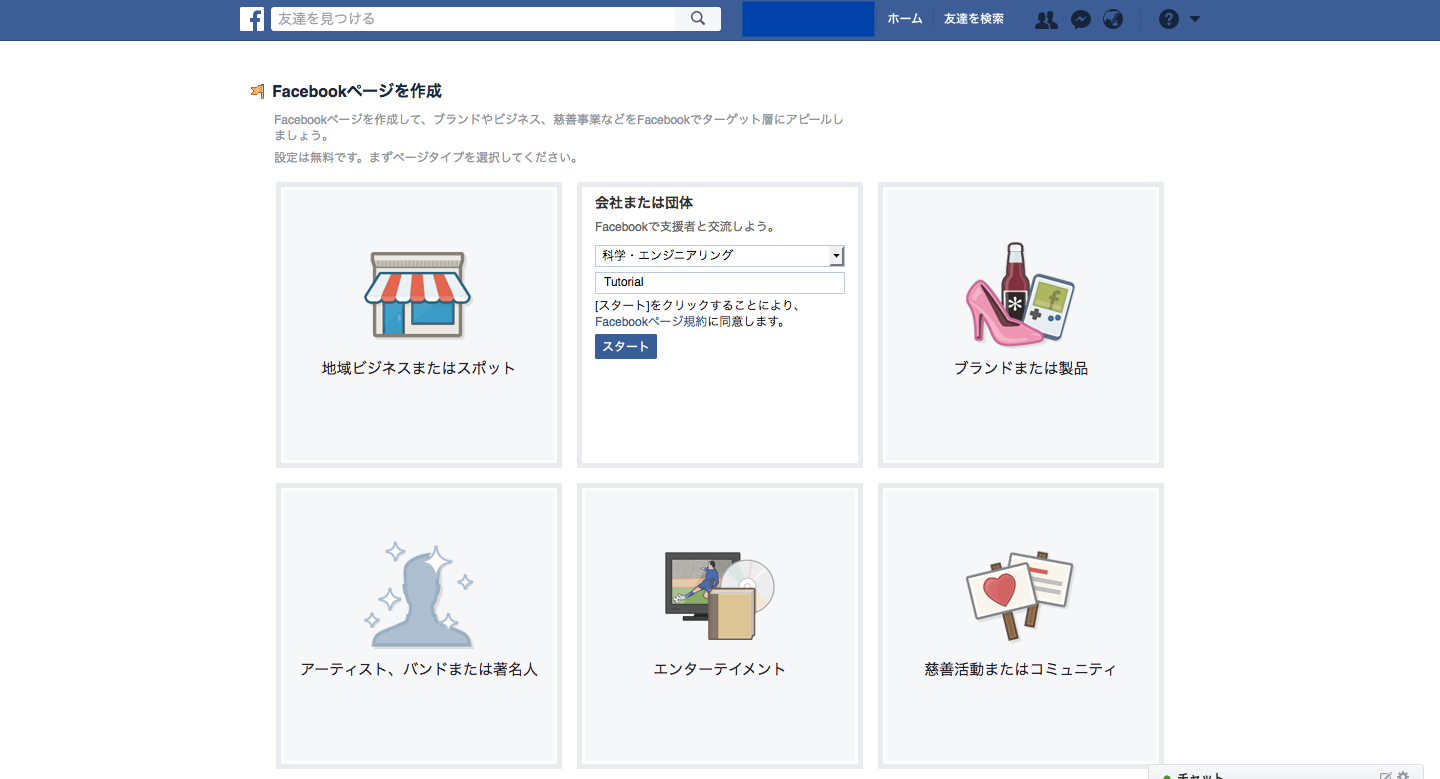 友達を見つける
ホーム
友達を検索
Facebookページを作成
Facebookページを作成して、ブランドやビジネス、慈善事業などをFacebookでターゲット層にアピールし
ましょう。
設定は無料です。まずページタイプを選択してください。
地域ビジネスまたはスポット
会社または団体
Facebookで支援者と交流しよう。
科学・エンジニアリング
Tutorial
[スタート]をクリックすることにより、
Facebookページ規約に同意します。
スタート
ブランドまたは製品
アーティスト、バンドまたは著名人
エンターテイメント
慈善活動またはコミュニティ
チャット